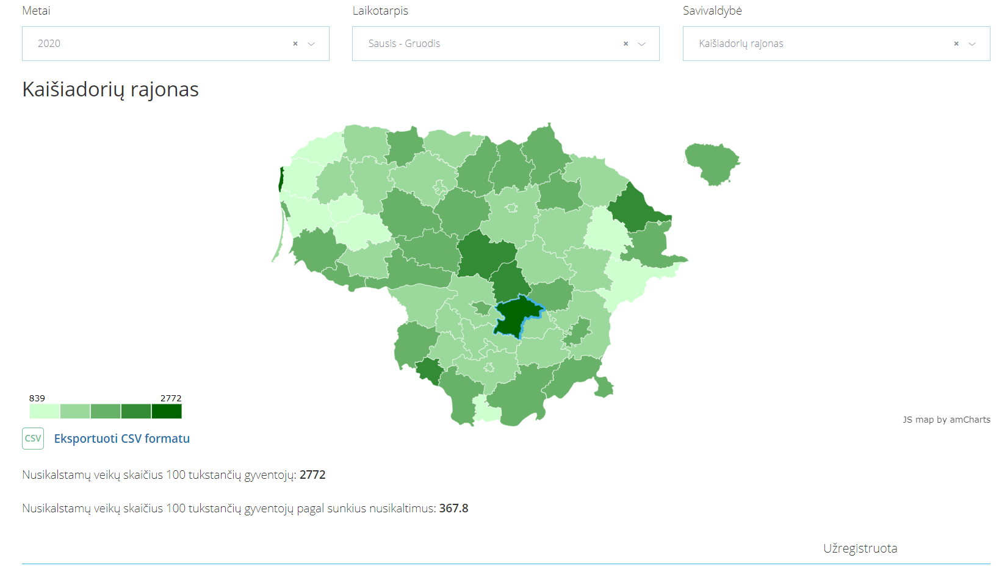 Metai Laikotarpis Savivaldybė
2020 × Sausis - Gruodis × Kaišiadorių rajonas ×
Kaišiadorių rajonas
839 2772
JS map by amCharts
CSV Eksportuoti CSV formatu
Nusikalstamų veikų skaičius 100 tukstančių gyventojų: 2772
Nusikalstamų veikų skaičius 100 tukstančių gyventojų pagal sunkius nusikaltimus: 367.8
Užregistruota